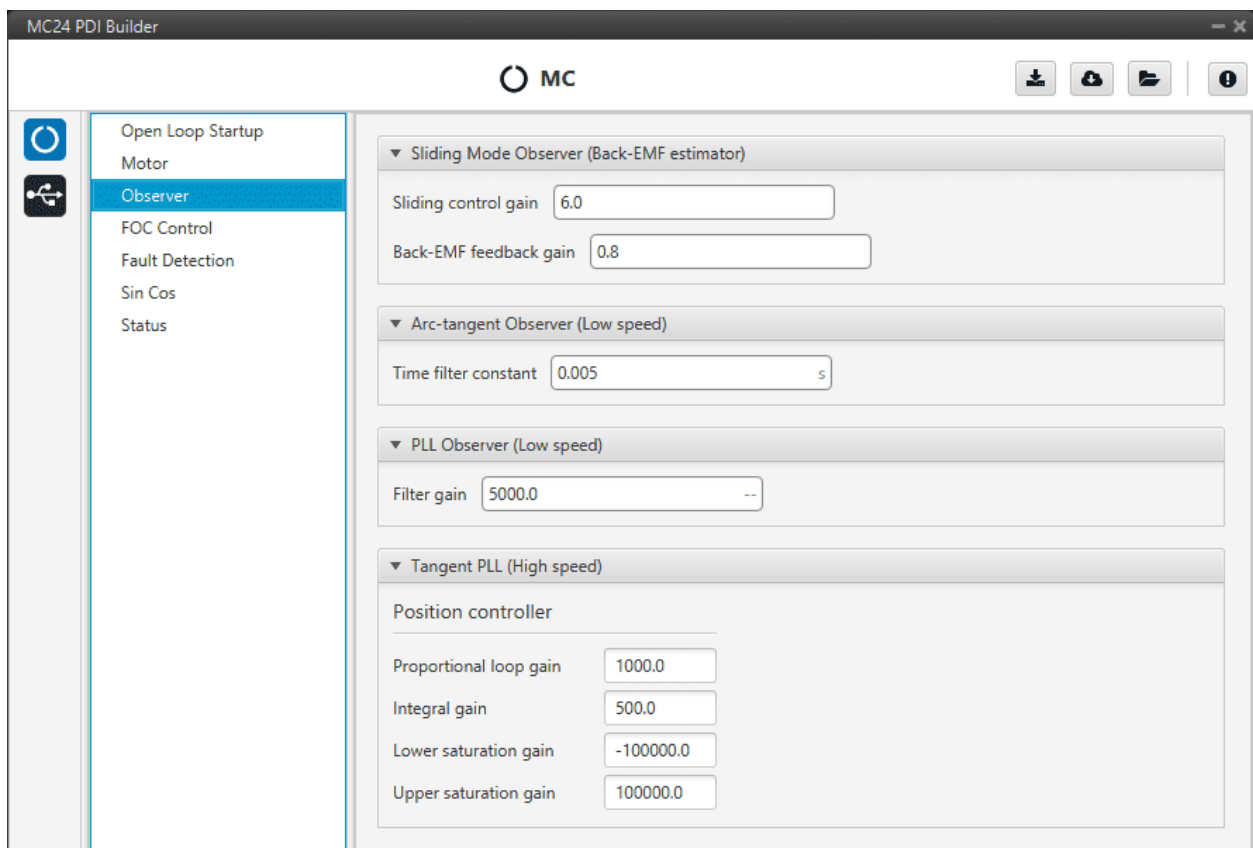 MC24 PDI Builder
MC
Open Loop Startup
Motor
Observer
FOC Control
Fault Detection
Sin Cos
Status
Sliding Mode Observer (Back-EMF estimator)
Sliding control gain 6.0
Back-EMF feedback gain 0.8
Arc-tangent Observer (Low speed)
Time filter constant 0.005 s
PLL Observer (Low speed)
Filter gain 5000.0 --
Tangent PLL (High speed)
Position controller
Proportional loop gain 1000.0
Integral gain 500.0
Lower saturation gain -100000.0
Upper saturation gain 100000.0